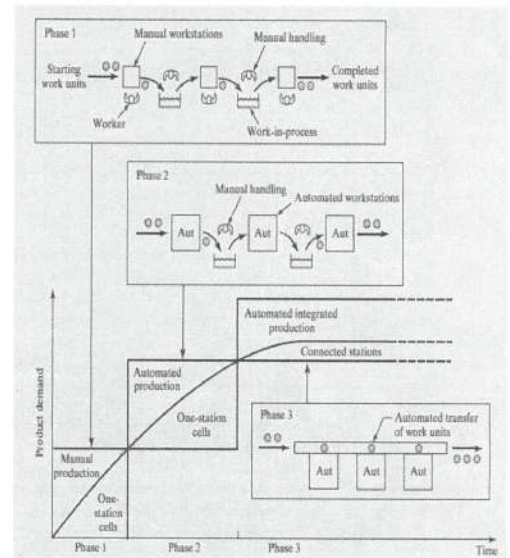 Phase 1
Manual workstations
Manual handling
Starting
work units
Completed
work units
Worker
Work-in-process
Phase 2
Manual handling
Automated workstations
Aut
Aut
Aut
Automated integrated
production
Connected stations
Automated
production
One-station
cells
Phase 3
Automated transfer
of work units
Aut
Aut
Aut
Product demand
Manual
production
One-
station
cells
Phase 1
Phase 2
Phase 3
Time